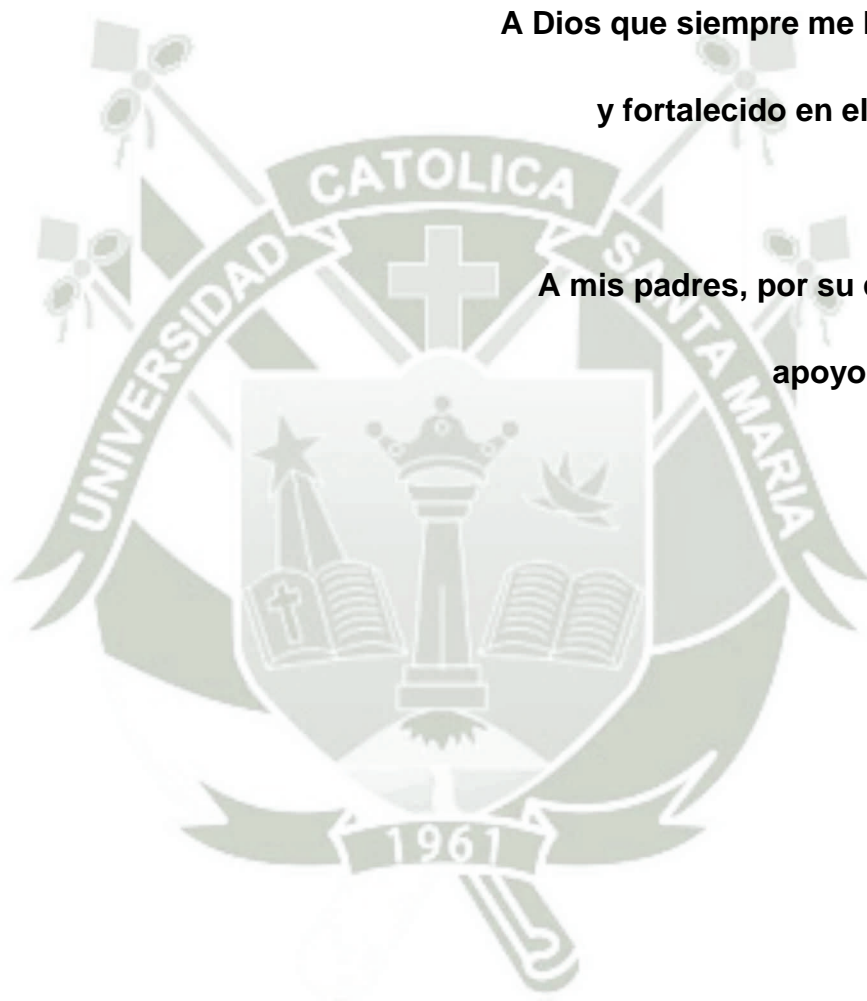 A Dios que siempre me
y fortalecido en el
A mis padres, por su
apoyo
UNIVERSIDAD CATOLICA SANTA MARIA
1961